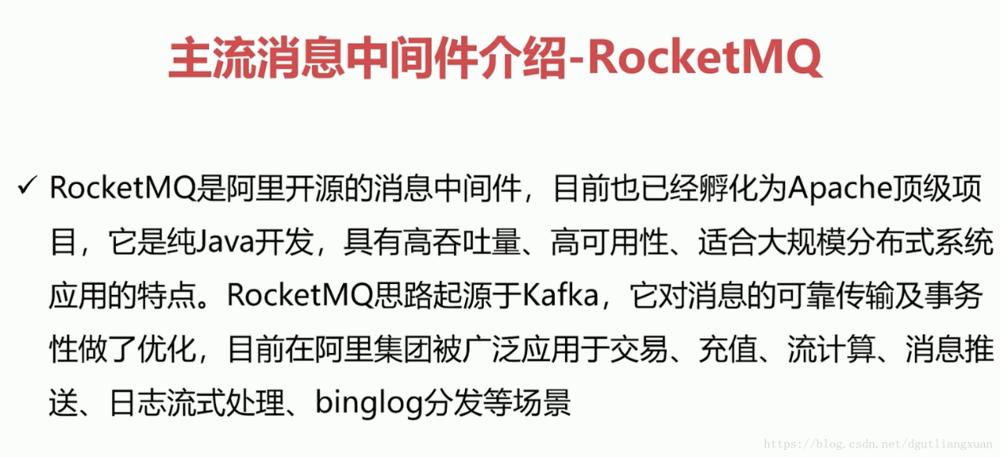 主流消息中间件介绍-RocketMQ
✓ RocketMQ是阿里开源的消息中间件，目前也已经孵化为Apache顶级项
目，它是纯Java开发，具有高吞吐量、高可用性、适合大规模分布式系统
应用的特点。RocketMQ思路起源于Kafka，它对消息的可靠传输及事务
性做了优化，目前在阿里集团被广泛应用于交易、充值、流计算、消息推
送、日志流式处理、binglog分发等场景
https://blog.csdn.net/dgutliangxuan